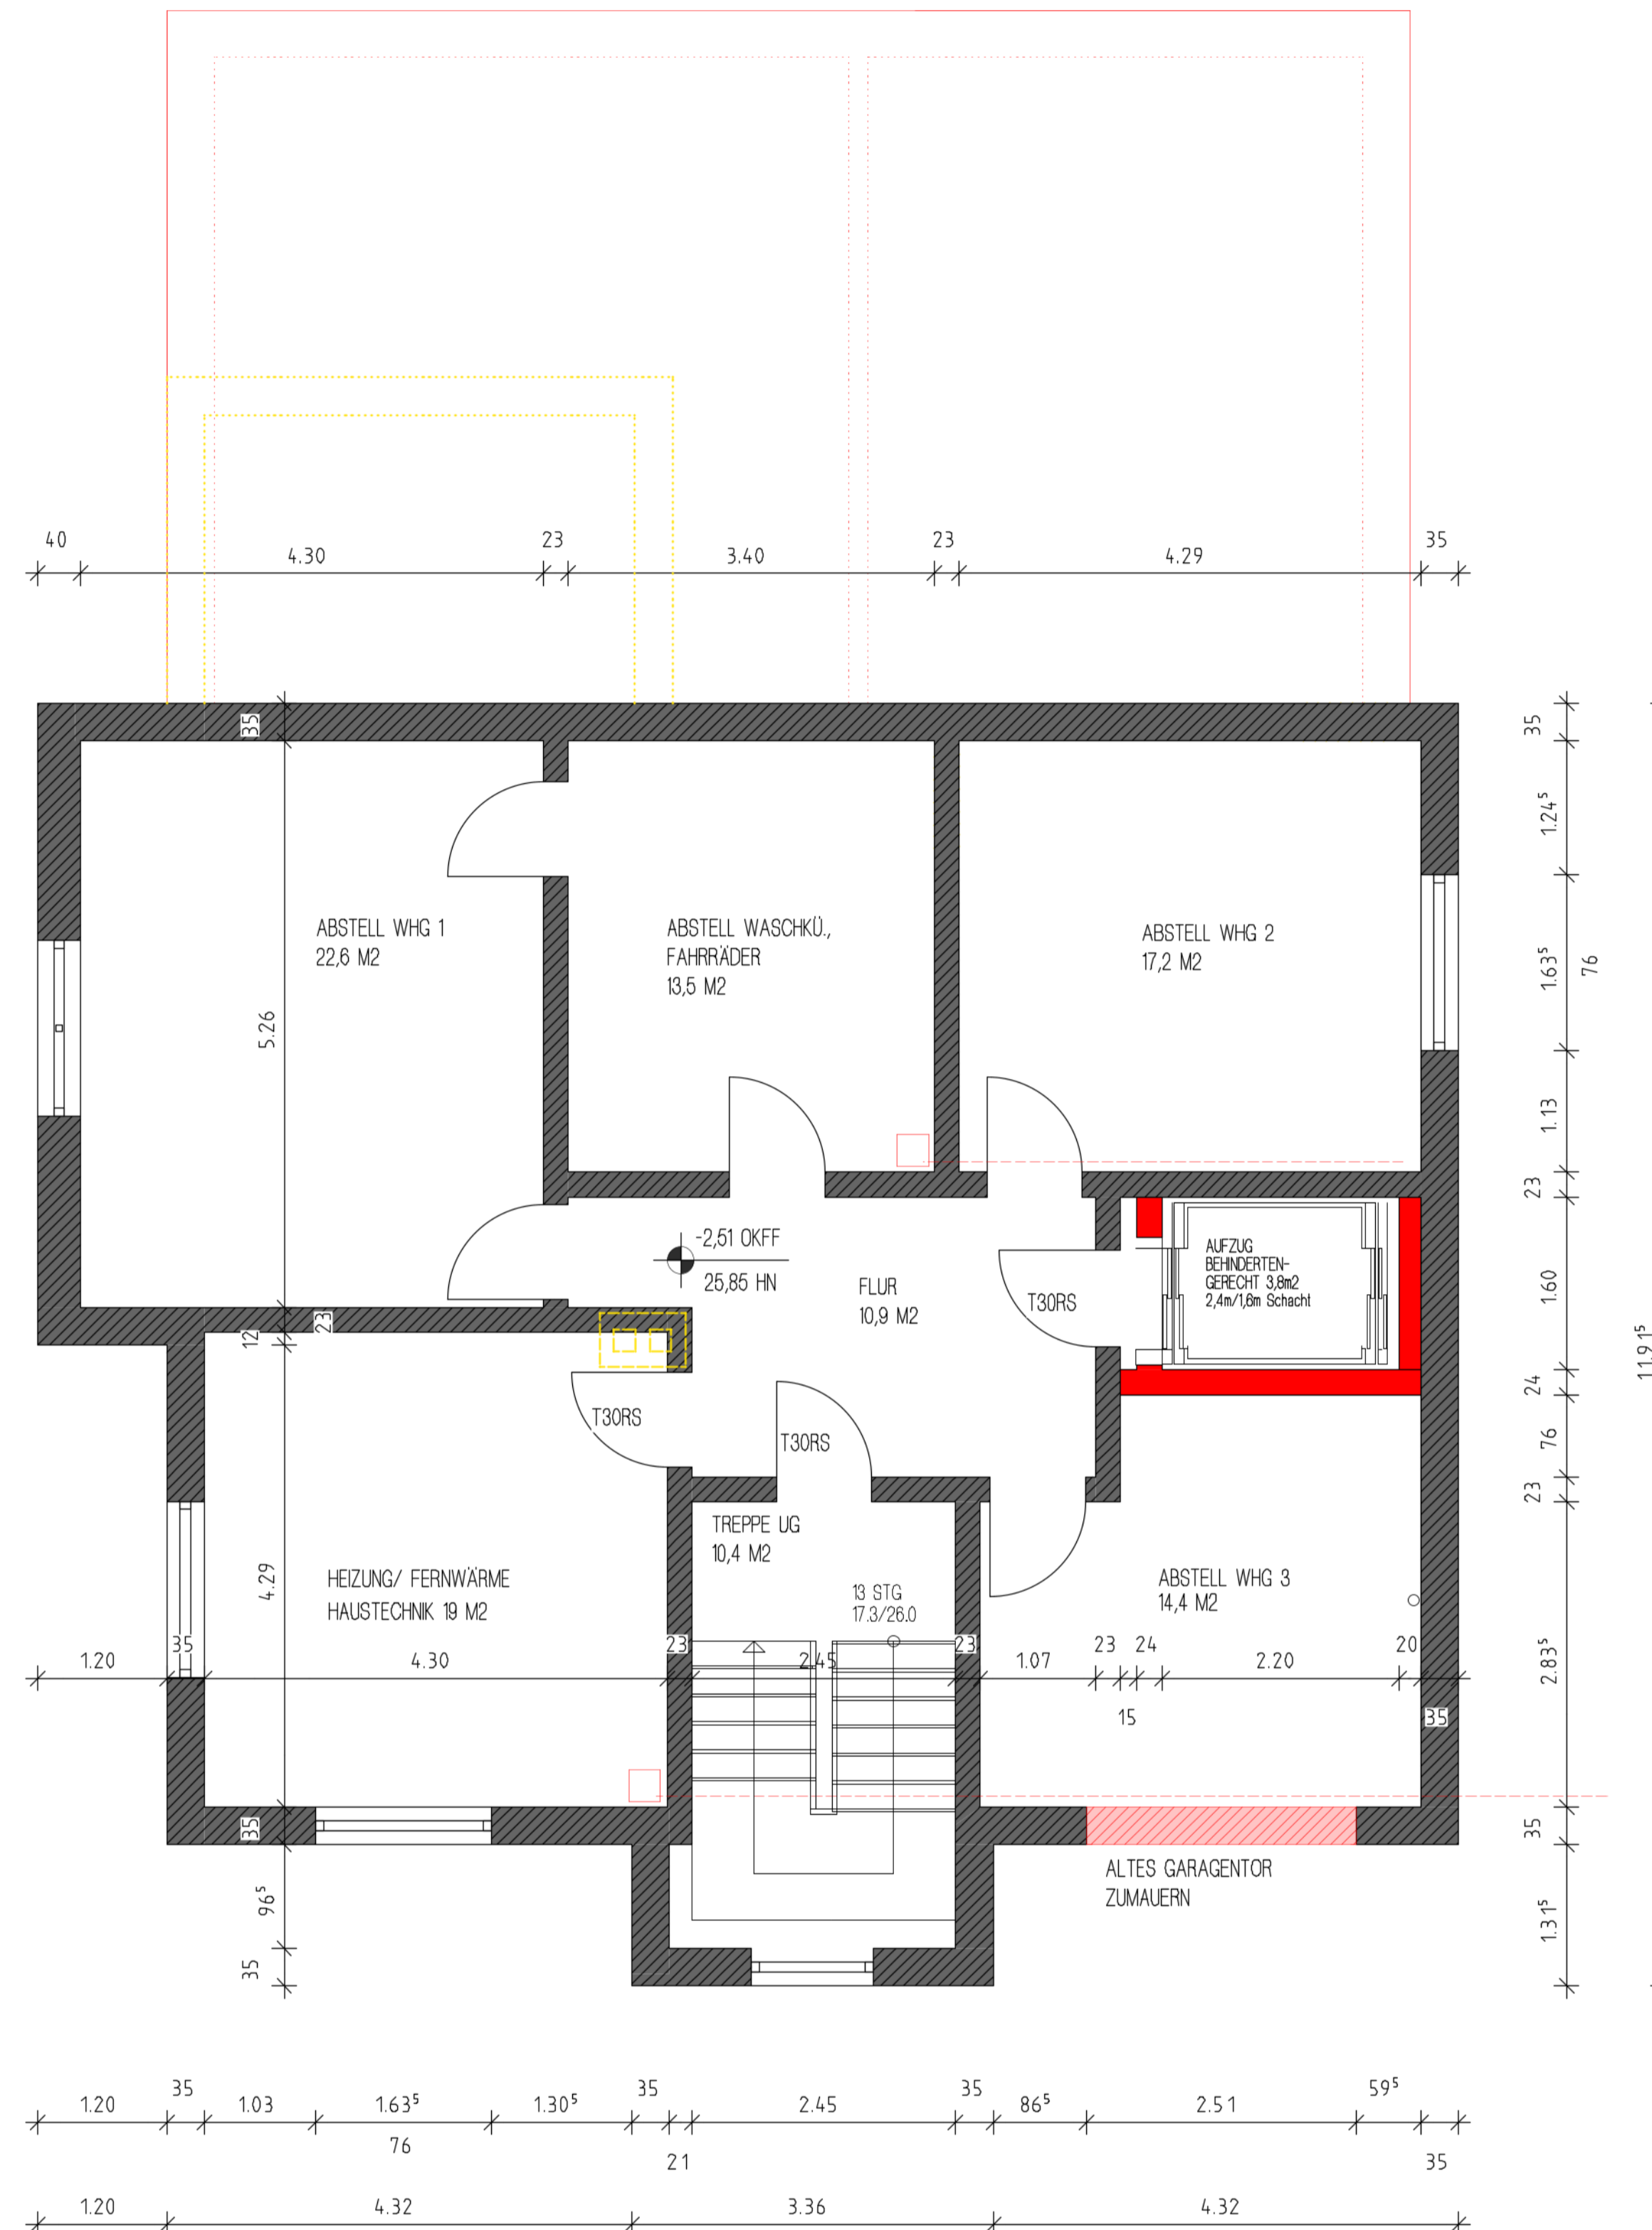 40
4.30
23
3.40
23
4.29
35
35
35
1.24⁵
ABSTELL WHG 1
22,6 M2
ABSTELL WASCHKÜ.,
FAHRRÄDER
13,5 M2
ABSTELL WHG 2
17,2 M2
1.63⁵
76
5.26
1.13
23
-2,51 OKFF
25,85 HN
FLUR
10,9 M2
T30RS
AUFZUG
BEHINDERTEN-
GERECHT 3,8m2
2,4m/1,6m Schacht
1.60
11.91⁵
12
23
24
T30RS
T30RS
76
23
TREPPE UG
10,4 M2
HEIZUNG/ FERNWÄRME
HAUSTECHNIK 19 M2
4.29
13 STG
17.3/26.0
ABSTELL WHG 3
14,4 M2
1.20
35
4.30
23
2.45
23
1.07
23
24
2.20
20
15
35
2.83⁵
35
35
ALTES GARAGENTOR
ZUMAUERN
96⁵
1.31⁵
35
1.20
35
1.03
1.63⁵
76
1.30⁵
35
21
2.45
35
86⁵
2.51
59⁵
35
1.20
4.32
3.36
4.32